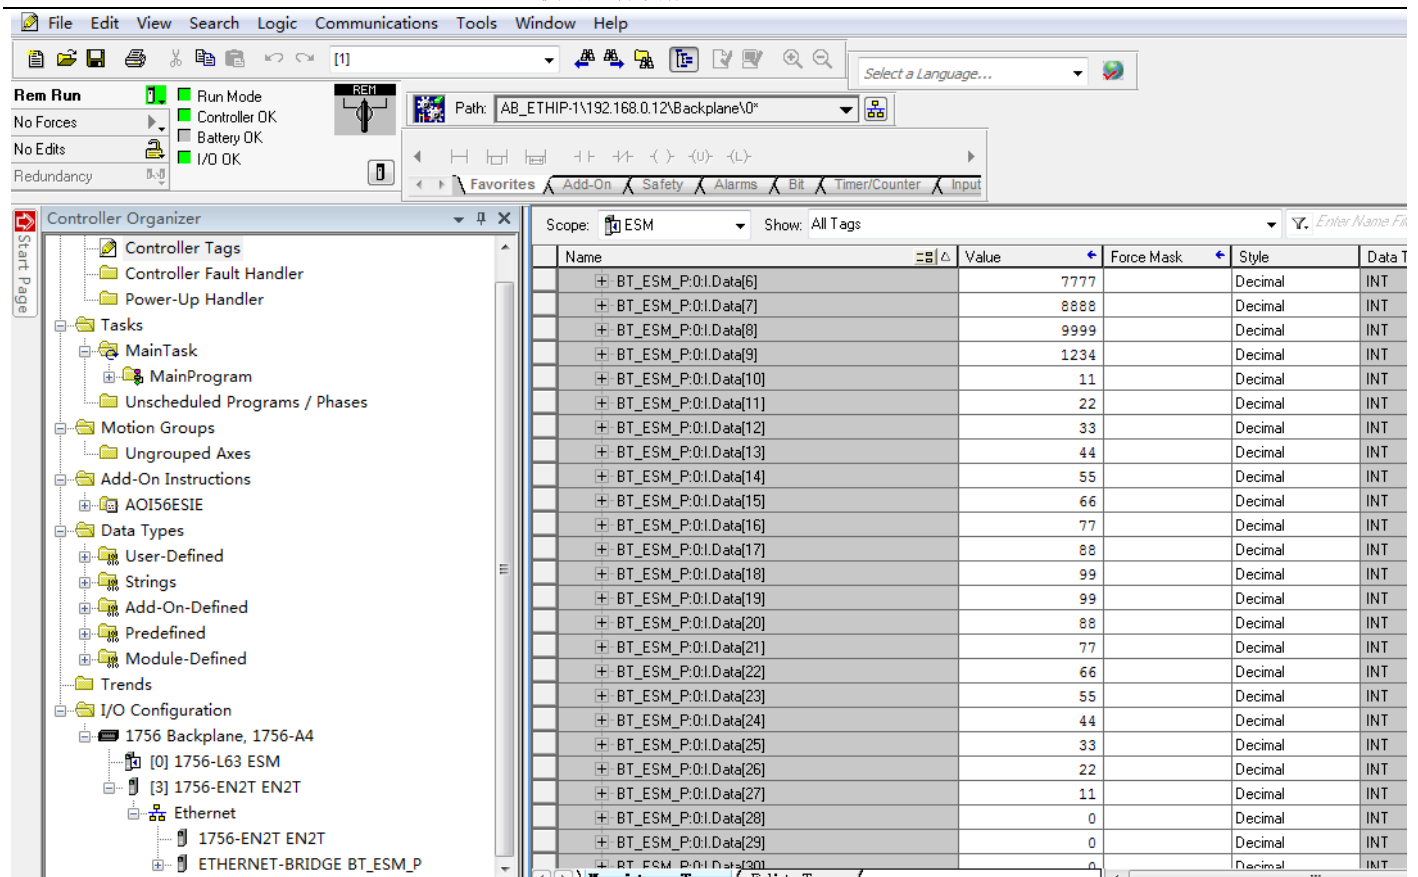 File Edit View Search Logic Communications Tools Window Help
[1]
Select a Language...
Rem Run
No Forces
No Edits
Redundancy
Run Mode
Controller OK
Battery OK
I/O OK
REM
Path: AB_ETHIP-1\192.168.0.12\Backplane\0*
Favorites Add-On Safety Alarms Bit Timer/Counter Input
Start Page
Controller Organizer
Controller Tags
Controller Fault Handler
Power-Up Handler
Tasks
MainTask
MainProgram
Unscheduled Programs / Phases
Motion Groups
Ungrouped Axes
Add-On Instructions
AOI56ESIE
Data Types
User-Defined
Strings
Add-On-Defined
Predefined
Module-Defined
Trends
I/O Configuration
1756 Backplane, 1756-A4
[0] 1756-L63 ESM
[3] 1756-EN2T EN2T
Ethernet
1756-EN2T EN2T
ETHERNET-BRIDGE BT_ESM_P
Scope: ESM Show: All Tags Enter Name Fil
Name Value Force Mask Style Data T
BT_ESM_P:0:I.Data[6] 7777 Decimal INT
BT_ESM_P:0:I.Data[7] 8888 Decimal INT
BT_ESM_P:0:I.Data[8] 9999 Decimal INT
BT_ESM_P:0:I.Data[9] 1234 Decimal INT
BT_ESM_P:0:I.Data[10] 11 Decimal INT
BT_ESM_P:0:I.Data[11] 22 Decimal INT
BT_ESM_P:0:I.Data[12] 33 Decimal INT
BT_ESM_P:0:I.Data[13] 44 Decimal INT
BT_ESM_P:0:I.Data[14] 55 Decimal INT
BT_ESM_P:0:I.Data[15] 66 Decimal INT
BT_ESM_P:0:I.Data[16] 77 Decimal INT
BT_ESM_P:0:I.Data[17] 88 Decimal INT
BT_ESM_P:0:I.Data[18] 99 Decimal INT
BT_ESM_P:0:I.Data[19] 99 Decimal INT
BT_ESM_P:0:I.Data[20] 88 Decimal INT
BT_ESM_P:0:I.Data[21] 77 Decimal INT
BT_ESM_P:0:I.Data[22] 66 Decimal INT
BT_ESM_P:0:I.Data[23] 55 Decimal INT
BT_ESM_P:0:I.Data[24] 44 Decimal INT
BT_ESM_P:0:I.Data[25] 33 Decimal INT
BT_ESM_P:0:I.Data[26] 22 Decimal INT
BT_ESM_P:0:I.Data[27] 11 Decimal INT
BT_ESM_P:0:I.Data[28] 0 Decimal INT
BT_ESM_P:0:I.Data[29] 0 Decimal INT
BT_ESM_P:0:I.Data[30] 0 Decimal INT